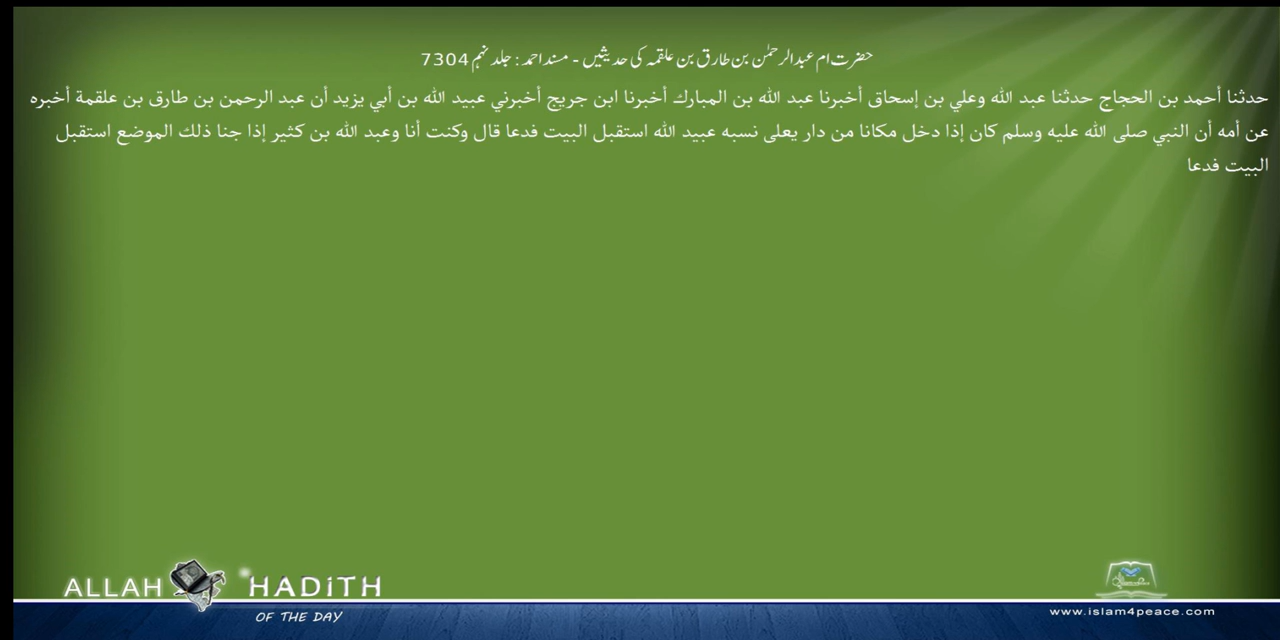 حضرت ام عبدالرحمٰن بن طارق بن علقمہ کی حدیثیں - مسند احمد: جلد نہم 7304
حدثنا أحمد بن الحجاج حدثنا عبد الله وعلي بن إسحاق أخبرنا عبد الله بن المبارك أخبرنا ابن جريج أخبرني عبيد الله بن أبي يزيد أن عبد الرحمن بن طارق بن علقمة أخبره
عن أمه أن النبي صلى الله عليه وسلم كان إذا دخل مكانا من دار يعلى نسبه عبيد الله استقبل البيت فدعا قال وكنت أنا وعبد الله بن كثير إذا جنا ذلك الموضع استقبل
البيت فدعا
ALLAH HADITH
OF THE DAY
www.islam4peace.com